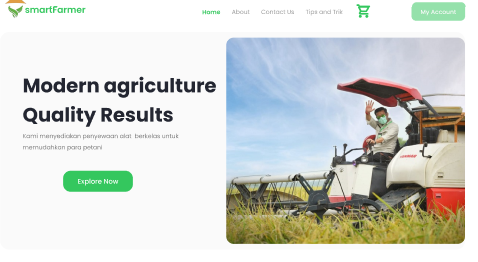 smartFarmer
Home About Contact Us Tips and Trik
My Account
Modern agriculture
Quality Results
Kami menyediakan penyewaan alat berkelas untuk
memudahkan para petani
Explore Now